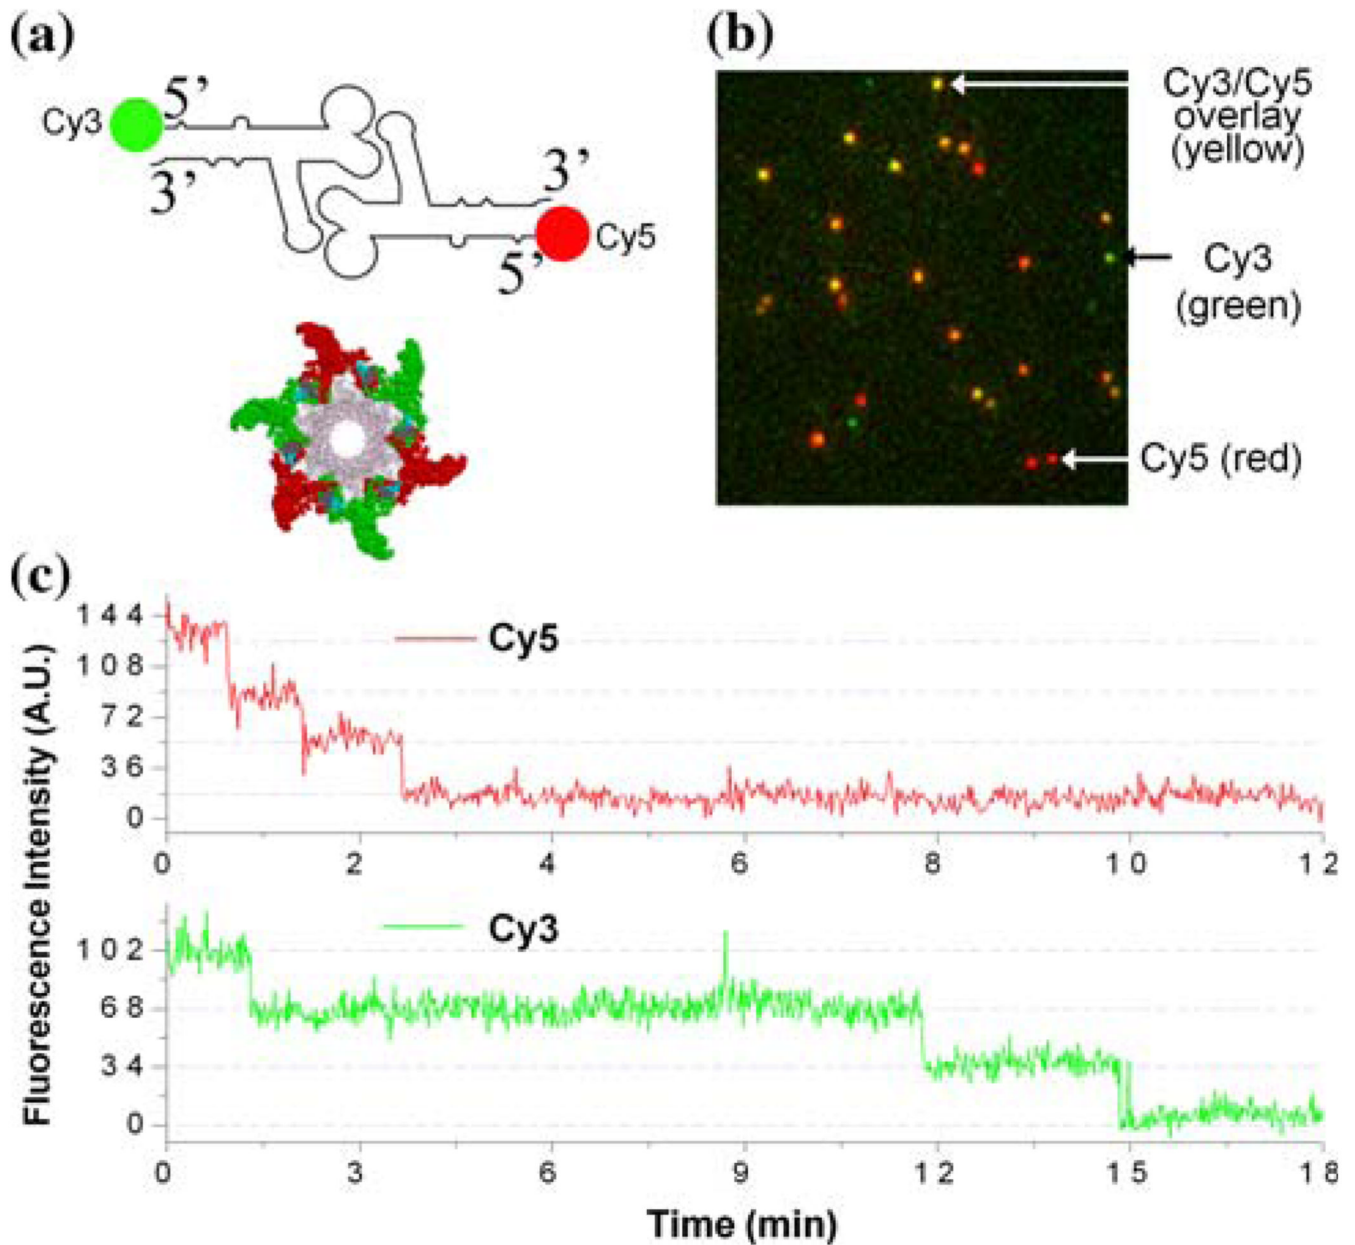 (a)
5’
Cy3
3’
3’
Cy5
5’
(b)
Cy3/Cy5
overlay
(yellow)
Cy3
(green)
Cy5 (red)
(c)
Fluorescence Intensity (A.U.)
144
108
72
36
0
Cy5
0 2 4 6 8 10 12
102
68
34
0
Cy3
0 3 6 9 12 15 18
Time (min)